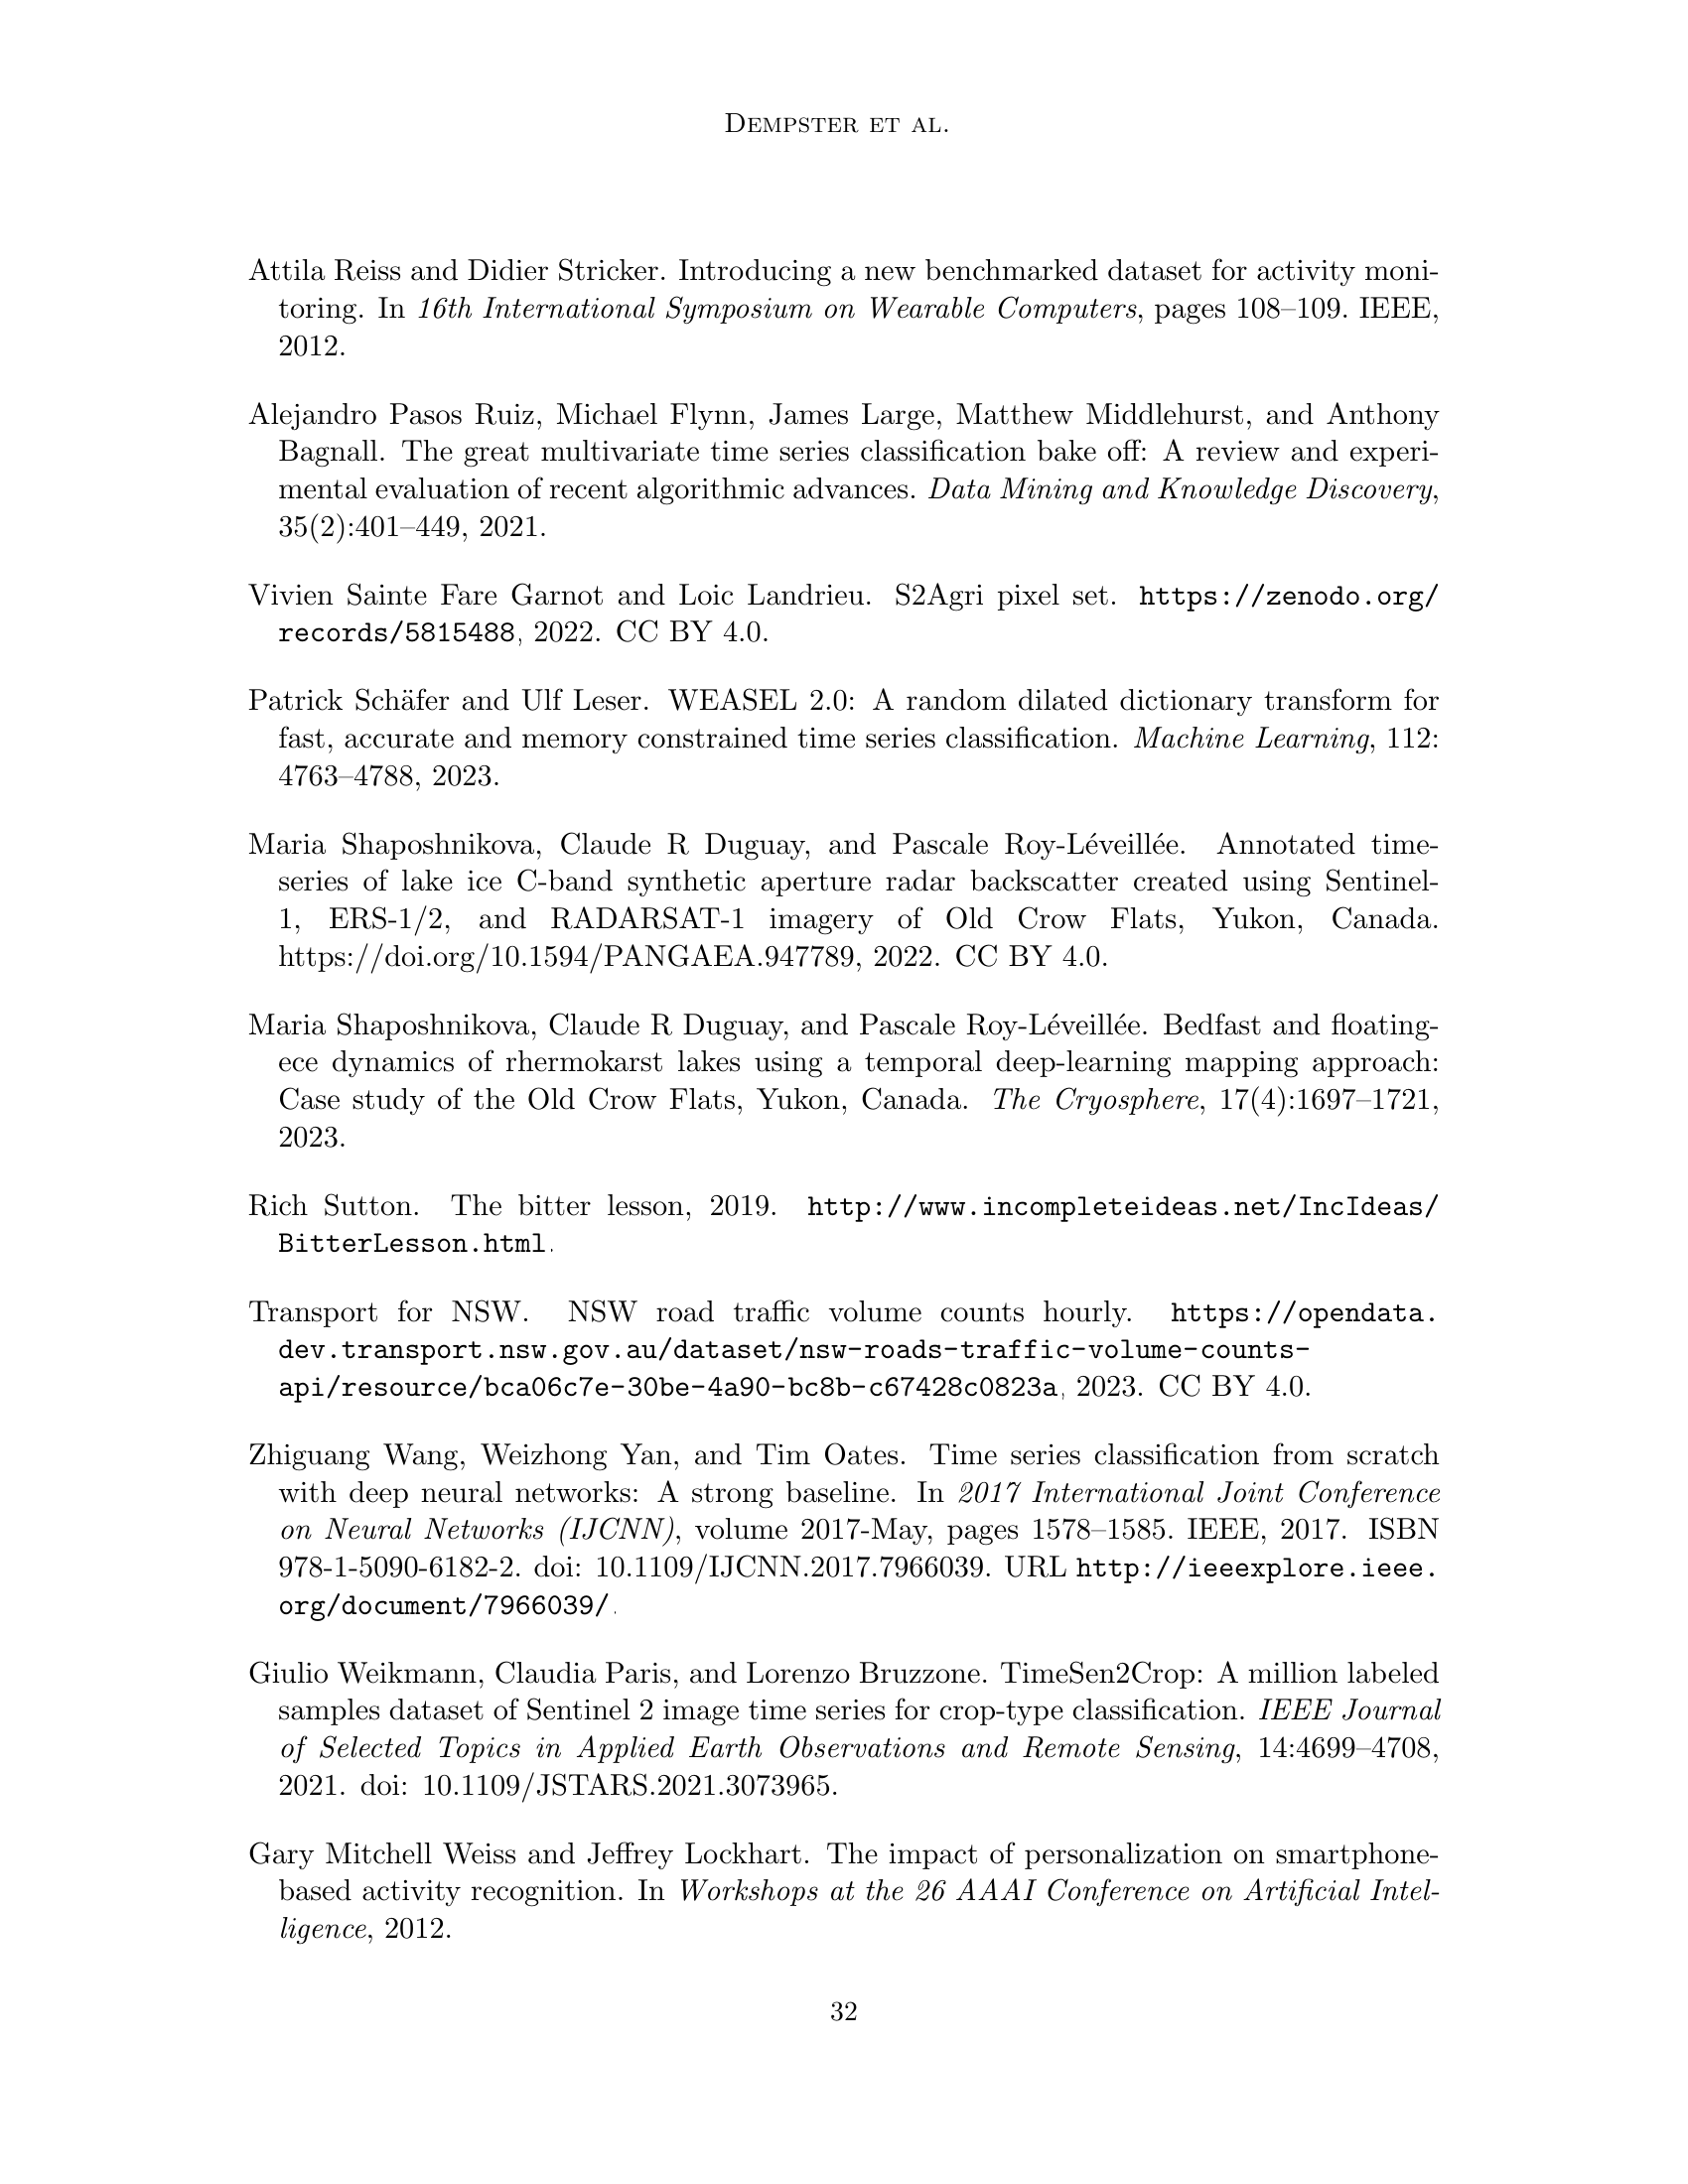 Dempster et al.
Attila Reiss and Didier Stricker. Introducing a new benchmarked dataset for activity moni-
toring. In 16th International Symposium on Wearable Computers, pages 108–109. IEEE,
2012.
Alejandro Pasos Ruiz, Michael Flynn, James Large, Matthew Middlehurst, and Anthony
Bagnall. The great multivariate time series classification bake off: A review and experi-
mental evaluation of recent algorithmic advances. Data Mining and Knowledge Discovery,
35(2):401–449, 2021.
Vivien Sainte Fare Garnot and Loic Landrieu. S2Agri pixel set. https://zenodo.org/
records/5815488, 2022. CC BY 4.0.
Patrick Schäfer and Ulf Leser. WEASEL 2.0: A random dilated dictionary transform for
fast, accurate and memory constrained time series classification. Machine Learning, 112:
4763–4788, 2023.
Maria Shaposhnikova, Claude R Duguay, and Pascale Roy-Léveillée. Annotated time-
series of lake ice C-band synthetic aperture radar backscatter created using Sentinel-
1, ERS-1/2, and RADARSAT-1 imagery of Old Crow Flats, Yukon, Canada.
https://doi.org/10.1594/PANGAEA.947789, 2022. CC BY 4.0.
Maria Shaposhnikova, Claude R Duguay, and Pascale Roy-Léveillée. Bedfast and floating-
ece dynamics of rhermokarst lakes using a temporal deep-learning mapping approach:
Case study of the Old Crow Flats, Yukon, Canada. The Cryosphere, 17(4):1697–1721,
2023.
Rich Sutton. The bitter lesson, 2019. http://www.incompleteideas.net/IncIdeas/
BitterLesson.html.
Transport for NSW. NSW road traffic volume counts hourly. https://opendata.
dev.transport.nsw.gov.au/dataset/nsw-roads-traffic-volume-counts-
api/resource/bca06c7e-30be-4a90-bc8b-c67428c0823a, 2023. CC BY 4.0.
Zhiguang Wang, Weizhong Yan, and Tim Oates. Time series classification from scratch
with deep neural networks: A strong baseline. In 2017 International Joint Conference
on Neural Networks (IJCNN), volume 2017-May, pages 1578–1585. IEEE, 2017. ISBN
978-1-5090-6182-2. doi: 10.1109/IJCNN.2017.7966039. URL http://ieeexplore.ieee.
org/document/7966039/.
Giulio Weikmann, Claudia Paris, and Lorenzo Bruzzone. TimeSen2Crop: A million labeled
samples dataset of Sentinel 2 image time series for crop-type classification. IEEE Journal
of Selected Topics in Applied Earth Observations and Remote Sensing, 14:4699–4708,
2021. doi: 10.1109/JSTARS.2021.3073965.
Gary Mitchell Weiss and Jeffrey Lockhart. The impact of personalization on smartphone-
based activity recognition. In Workshops at the 26 AAAI Conference on Artificial Intel-
ligence, 2012.
32